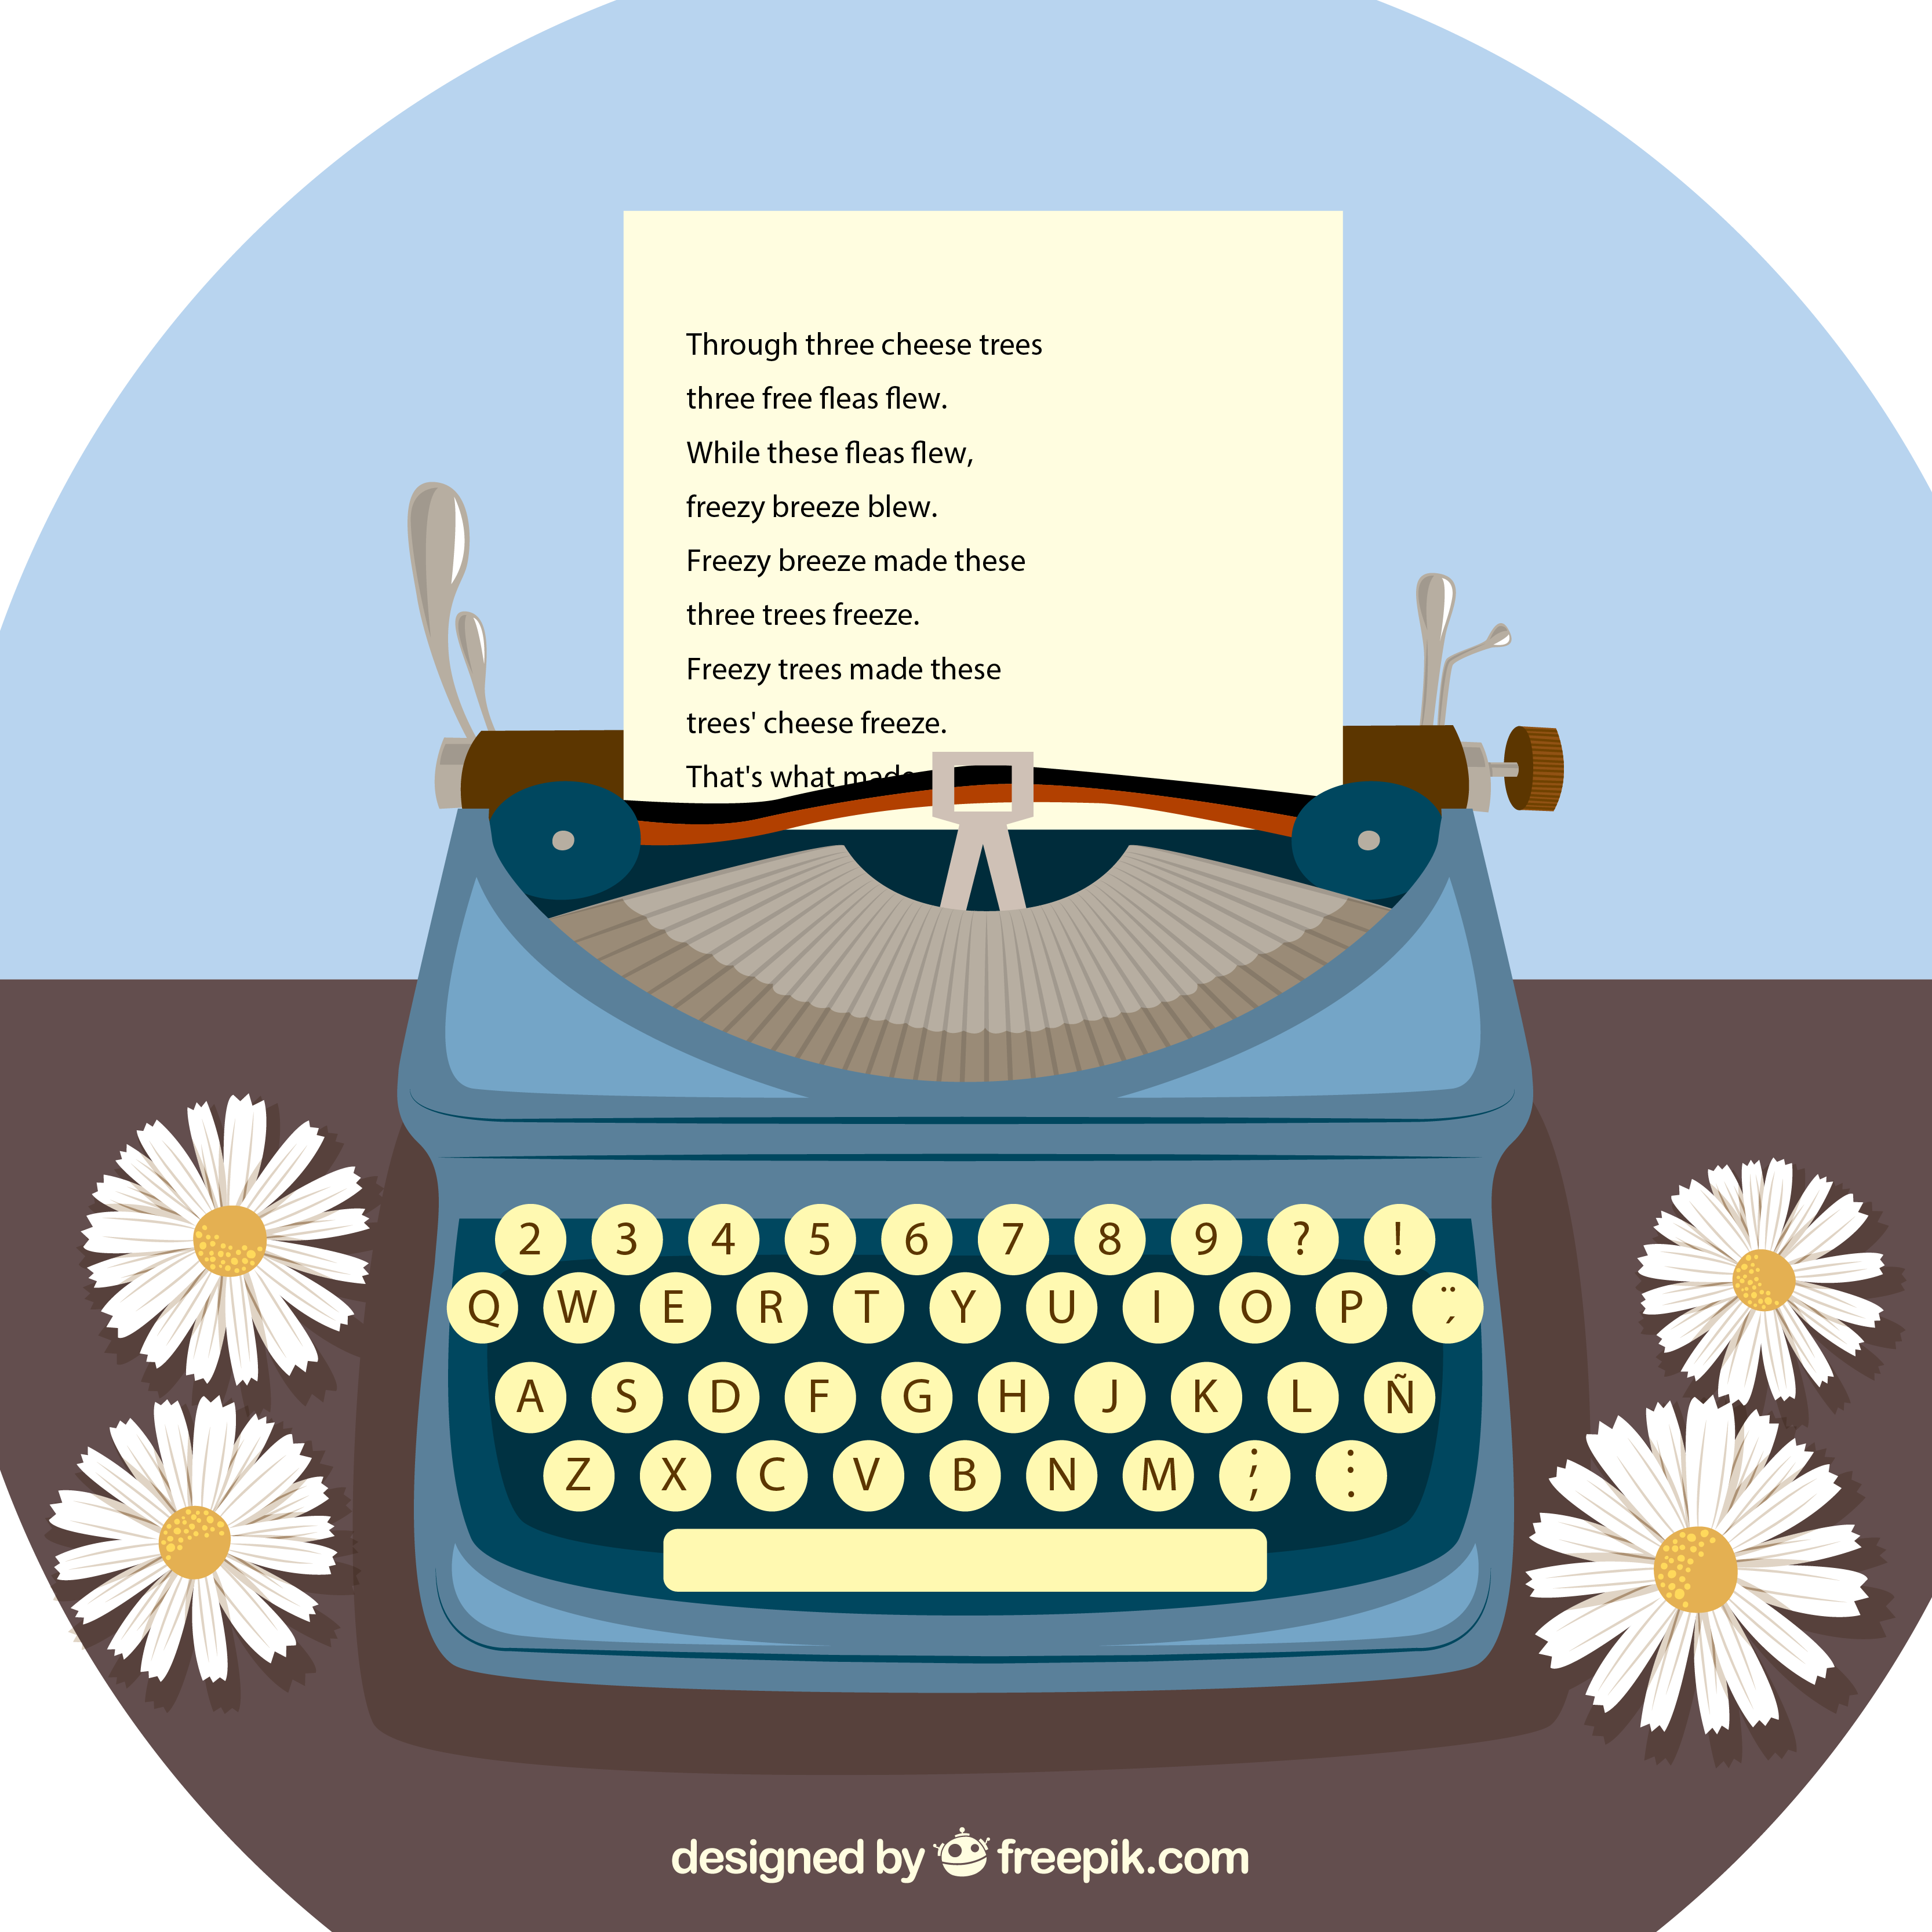 Through three cheese trees
three free fleas flew.
While these fleas flew,
freezy breeze blew.
Freezy breeze made these
three trees freeze.
Freezy trees made these
trees' cheese freeze.
That's what made
2 3 4 5 6 7 8 9 ? !
Q W E R T Y U I O P ¨ ´
A S D F G H J K L Ñ
Z X C V B N M ; , : .
designed by freepik.com